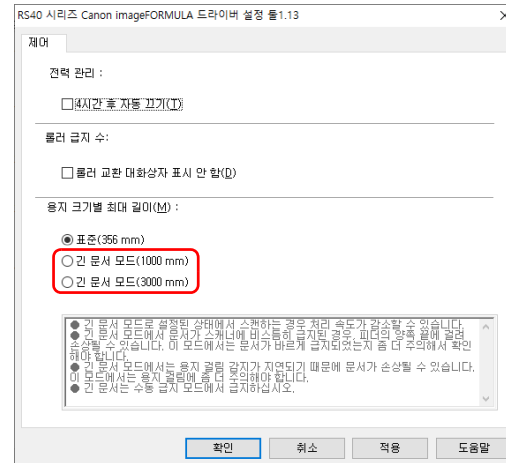 RS40 시리즈 Canon imageFORMULA 드라이버 설정 툴1.13
제어
전력 관리 :
4시간 후 자동 끄기(T)
롤러 급지 수:
롤러 교환 대화상자 표시 안 함(D)
용지 크기별 최대 길이(M) :
표준(356 mm)
긴 문서 모드(1000 mm)
긴 문서 모드(3000 mm)
● 긴 문서 모드로 설정된 상태에서 스캔하는 경우 처리 속도가 감소할 수 있습니다.
● 긴 문서 모드에서 문서가 스캐너에 비스듬히 급지된 경우, 피더의 양쪽 끝에 걸려
손상될 수 있습니다. 이 모드에서는 문서가 바르게 급지되었는지 좀 더 주의해서 확인
해야 합니다.
● 긴 문서 모드에서는 용지 걸림 감지가 지연되기 때문에 문서가 손상될 수 있습니다.
이 모드에서는 용지 걸림에 좀 더 주의해야 합니다.
● 긴 문서는 수동 급지 모드에서 급지하십시오.
확인 취소 적용 도움말